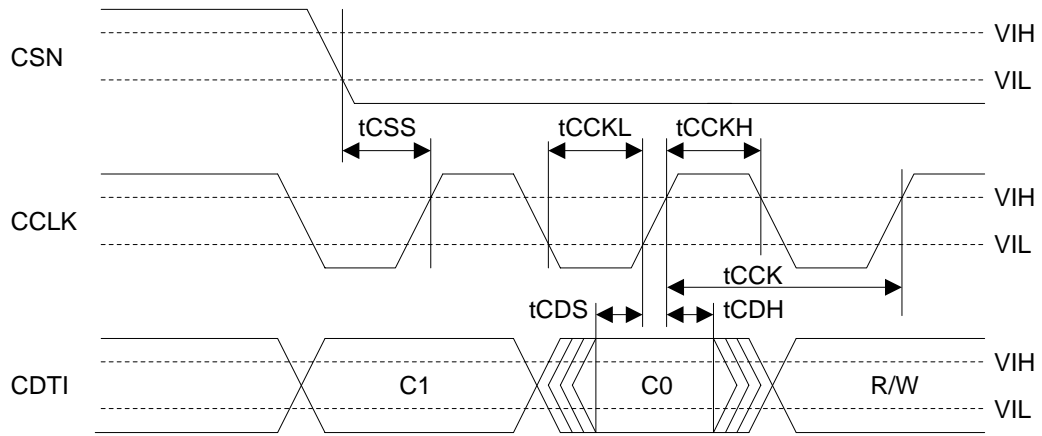 CSN
VIH
VIL
tCSS
tCCKL
tCCKH
CCLK
VIH
VIL
tCCK
tCDS
tCDH
CDTI
C1
C0
R/W
VIH
VIL